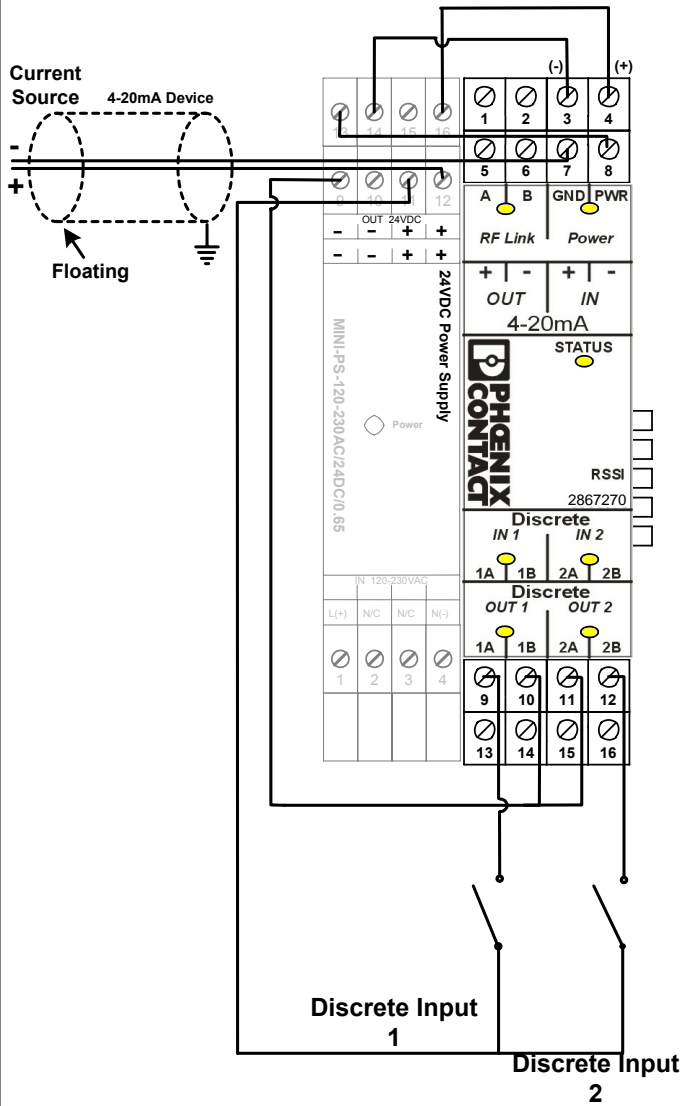 (-) (+)
Current
Source
4-20mA Device
-
+
Floating
13 14 15 16
9 10 11 12
OUT 24VDC
- - + +
- - + +
24VDC Power Supply
MINI-PS-120-230AC/24DC/0.65
Power
IN 120-230VAC
L(+) N/C N/C N(-)
1 2 3 4
1 2 3 4
5 6 7 8
A B GND PWR
RF Link Power
+ - + -
OUT IN
4-20mA
STATUS
PHŒNIX
CONTACT
RSSI
2867270
Discrete
IN 1 IN 2
1A 1B 2A 2B
Discrete
OUT 1 OUT 2
1A 1B 2A 2B
9 10 11 12
13 14 15 16
Discrete Input
1
Discrete Input
2